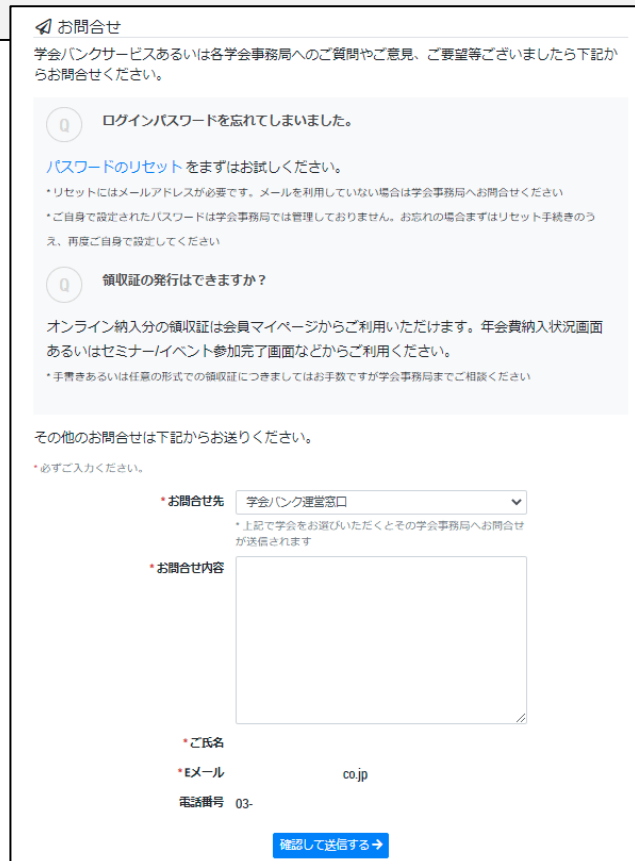 お問合せ
学会バンクサービスあるいは各学会事務局へのご質問やご意見、ご要望等ございましたら下記か
らお問合せください。
Q ログインパスワードを忘れてしまいました。
パスワードのリセット をまずはお試しください。
*リセットにはメールアドレスが必要です。メールを利用していない場合は学会事務局へお問合せください
*ご自身で設定されたパスワードは学会事務局では管理しておりません。お忘れの場合まずはリセット手続きのう
え、再度ご自身で設定してください
Q 領収証の発行はできますか？
オンライン納入分の領収証は会員マイページからご利用いただけます。年会費納入状況画面
あるいはセミナー/イベント参加完了画面などからご利用ください。
*手書きあるいは任意の形式での領収証につきましてはお手数ですが学会事務局までご相談ください
その他のお問合せは下記からお送りください。
*必ずご入力ください。
*お問合せ先 学会バンク運営窓口
*上記で学会をお選びいただくとその学会事務局へお問合せ
が送信されます
*お問合せ内容
*ご氏名
*Eメール co.jp
電話番号 03-
確認して送信する